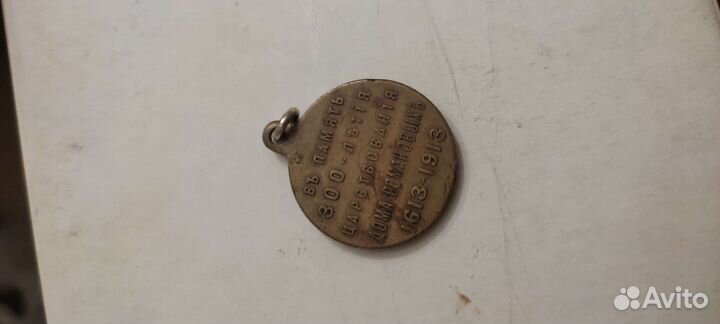 ВЪ ПАМЯТЬ
300-ЛѢТІЯ
ЦАРСТВОВАНІЯ
ДОМА РОМАНОВЫХЪ
1613-1913
Avito